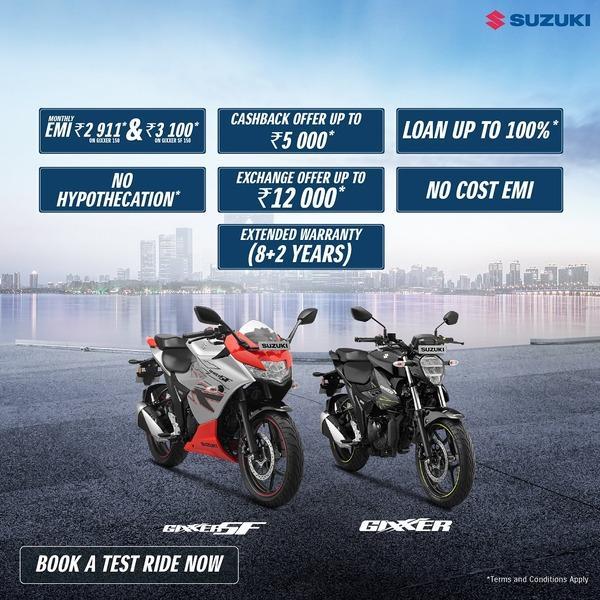 SUZUKI
MONTHLY
EMI ₹2 911* & ₹3 100*
ON GIXXER 150 ON GIXXER SF 150
CASHBACK OFFER UP TO
₹5 000*
LOAN UP TO 100%*
NO
HYPOTHECATION*
EXCHANGE OFFER UP TO
₹12 000*
NO COST EMI
EXTENDED WARRANTY
(8+2 YEARS)
SUZUKI
SUZUKI
SUZUKI
GIXXER SF
GIXXER
BOOK A TEST RIDE NOW
*Terms and Conditions Apply